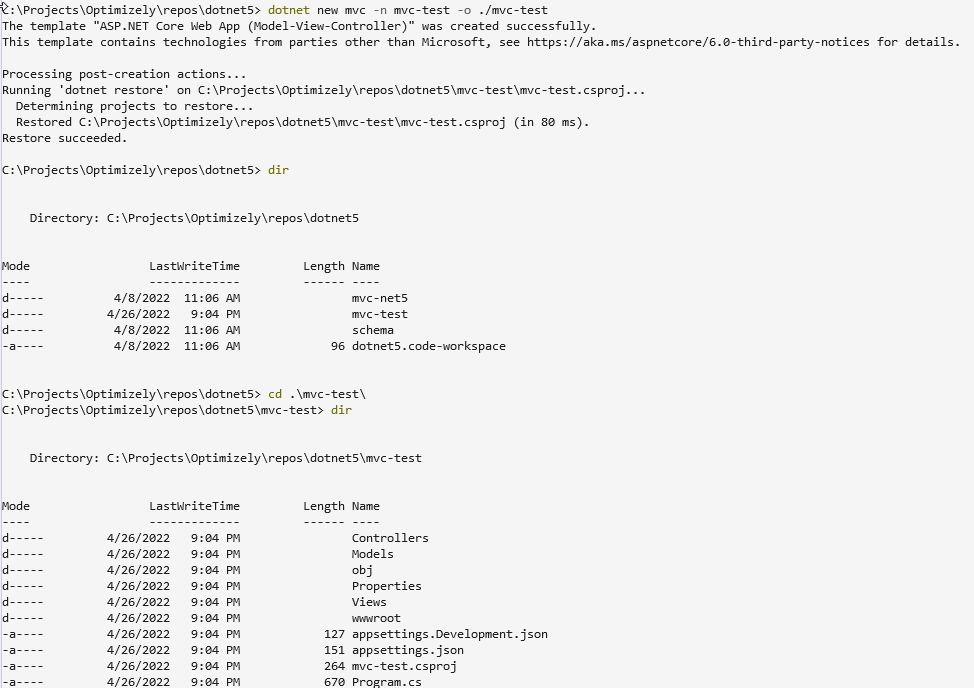 C:\Projects\Optimizely\repos\dotnet5> dotnet new mvc -n mvc-test -o ./mvc-test
The template "ASP.NET Core Web App (Model-View-Controller)" was created successfully.
This template contains technologies from parties other than Microsoft, see https://aka.ms/aspnetcore/6.0-third-party-notices for details.
Processing post-creation actions...
Running 'dotnet restore' on C:\Projects\Optimizely\repos\dotnet5\mvc-test\mvc-test.csproj...
  Determining projects to restore...
  Restored C:\Projects\Optimizely\repos\dotnet5\mvc-test\mvc-test.csproj (in 80 ms).
Restore succeeded.
C:\Projects\Optimizely\repos\dotnet5> dir
    Directory: C:\Projects\Optimizely\repos\dotnet5
Mode                 LastWriteTime         Length Name
----                 -------------         ------ ----
d-----          4/8/2022  11:06 AM                mvc-net5
d-----         4/26/2022   9:04 PM                mvc-test
d-----          4/8/2022  11:06 AM                schema
-a----          4/8/2022  11:06 AM             96 dotnet5.code-workspace
C:\Projects\Optimizely\repos\dotnet5> cd .\mvc-test\
C:\Projects\Optimizely\repos\dotnet5\mvc-test> dir
    Directory: C:\Projects\Optimizely\repos\dotnet5\mvc-test
Mode                 LastWriteTime         Length Name
----                 -------------         ------ ----
d-----         4/26/2022   9:04 PM                Controllers
d-----         4/26/2022   9:04 PM                Models
d-----         4/26/2022   9:04 PM                obj
d-----         4/26/2022   9:04 PM                Properties
d-----         4/26/2022   9:04 PM                Views
d-----         4/26/2022   9:04 PM                wwwroot
-a----         4/26/2022   9:04 PM            127 appsettings.Development.json
-a----         4/26/2022   9:04 PM            151 appsettings.json
-a----         4/26/2022   9:04 PM            264 mvc-test.csproj
-a----         4/26/2022   9:04 PM            670 Program.cs